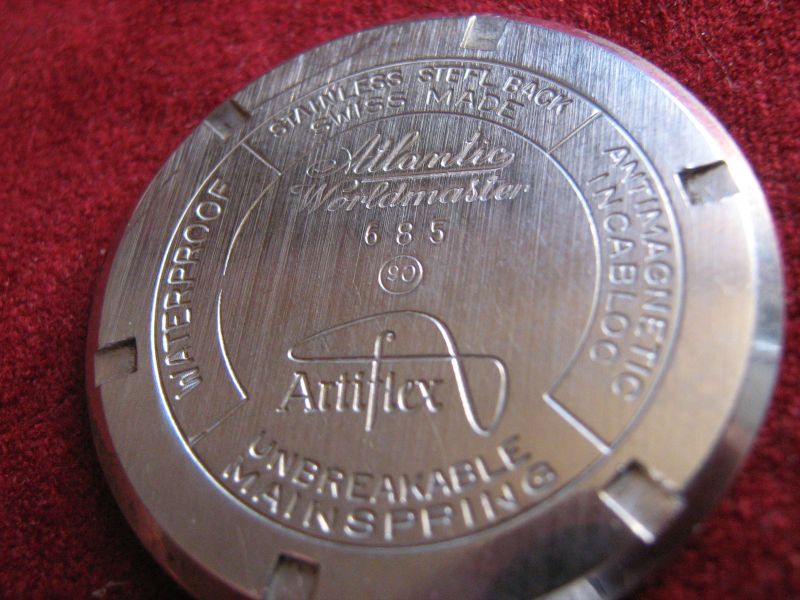 STAINLESS STEEL BACK
SWISS MADE
Atlantic
Worldmaster
685
90
Artiflex
WATERPROOF
ANTIMAGNETIC
INCABLOC
UNBREAKABLE
MAINSPRING